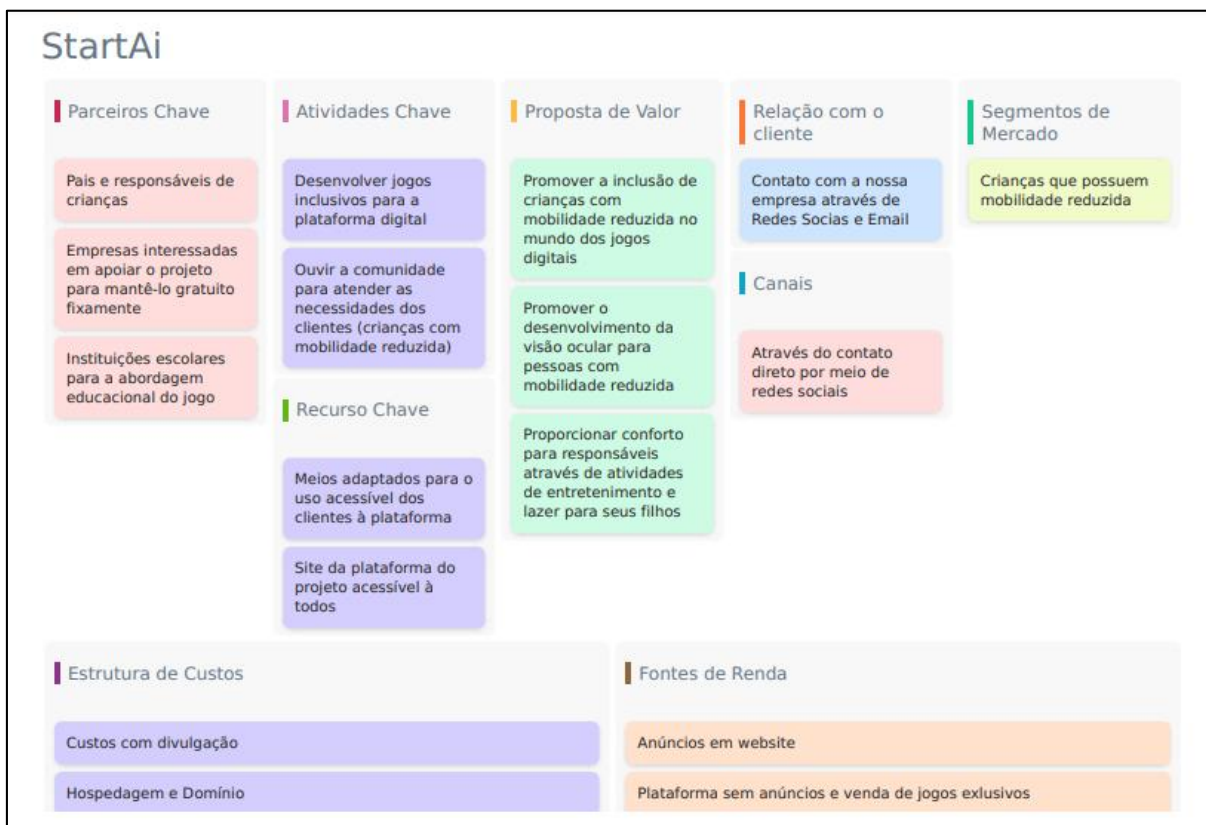 StartAi
Parceiros Chave
Pais e responsáveis de
crianças
Empresas interessadas
em apoiar o projeto
para mantê-lo gratuito
fixamente
Instituições escolares
para a abordagem
educacional do jogo
Atividades Chave
Desenvolver jogos
inclusivos para a
plataforma digital
Ouvir a comunidade
para atender as
necessidades dos
clientes (crianças com
mobilidade reduzida)
Recurso Chave
Meios adaptados para o
uso acessível dos
clientes à plataforma
Site da plataforma do
projeto acessível à
todos
Proposta de Valor
Promover a inclusão de
crianças com
mobilidade reduzida no
mundo dos jogos
digitais
Promover o
desenvolvimento da
visão ocular para
pessoas com
mobilidade reduzida
Proporcionar conforto
para responsáveis
através de atividades
de entretenimento e
lazer para seus filhos
Relação com o
cliente
Contato com a nossa
empresa através de
Redes Socias e Email
Canais
Através do contato
direto por meio de
redes sociais
Segmentos de
Mercado
Crianças que possuem
mobilidade reduzida
Estrutura de Custos
Custos com divulgação
Hospedagem e Domínio
Fontes de Renda
Anúncios em website
Plataforma sem anúncios e venda de jogos exlusivos